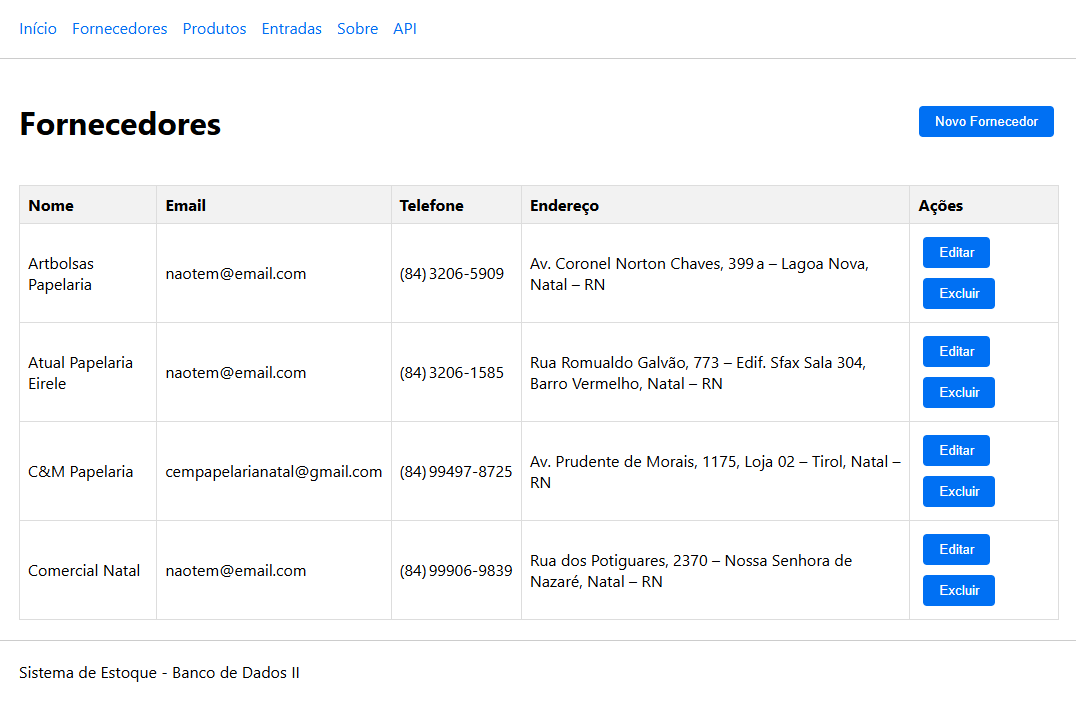 Início Fornecedores Produtos Entradas Sobre API
Fornecedores
Novo Fornecedor
Nome Email Telefone Endereço Ações
Artbolsas
Papelaria
naotem@email.com
(84) 3206-5909
Av. Coronel Norton Chaves, 399 a – Lagoa Nova,
Natal – RN
Editar
Excluir
Atual Papelaria
Eirele
naotem@email.com
(84) 3206-1585
Rua Romualdo Galvão, 773 – Edif. Sfax Sala 304,
Barro Vermelho, Natal – RN
Editar
Excluir
C&M Papelaria
cempapelarianatal@gmail.com
(84) 99497-8725
Av. Prudente de Morais, 1175, Loja 02 – Tirol, Natal –
RN
Editar
Excluir
Comercial Natal
naotem@email.com
(84) 99906-9839
Rua dos Potiguares, 2370 – Nossa Senhora de
Nazaré, Natal – RN
Editar
Excluir
Sistema de Estoque - Banco de Dados II